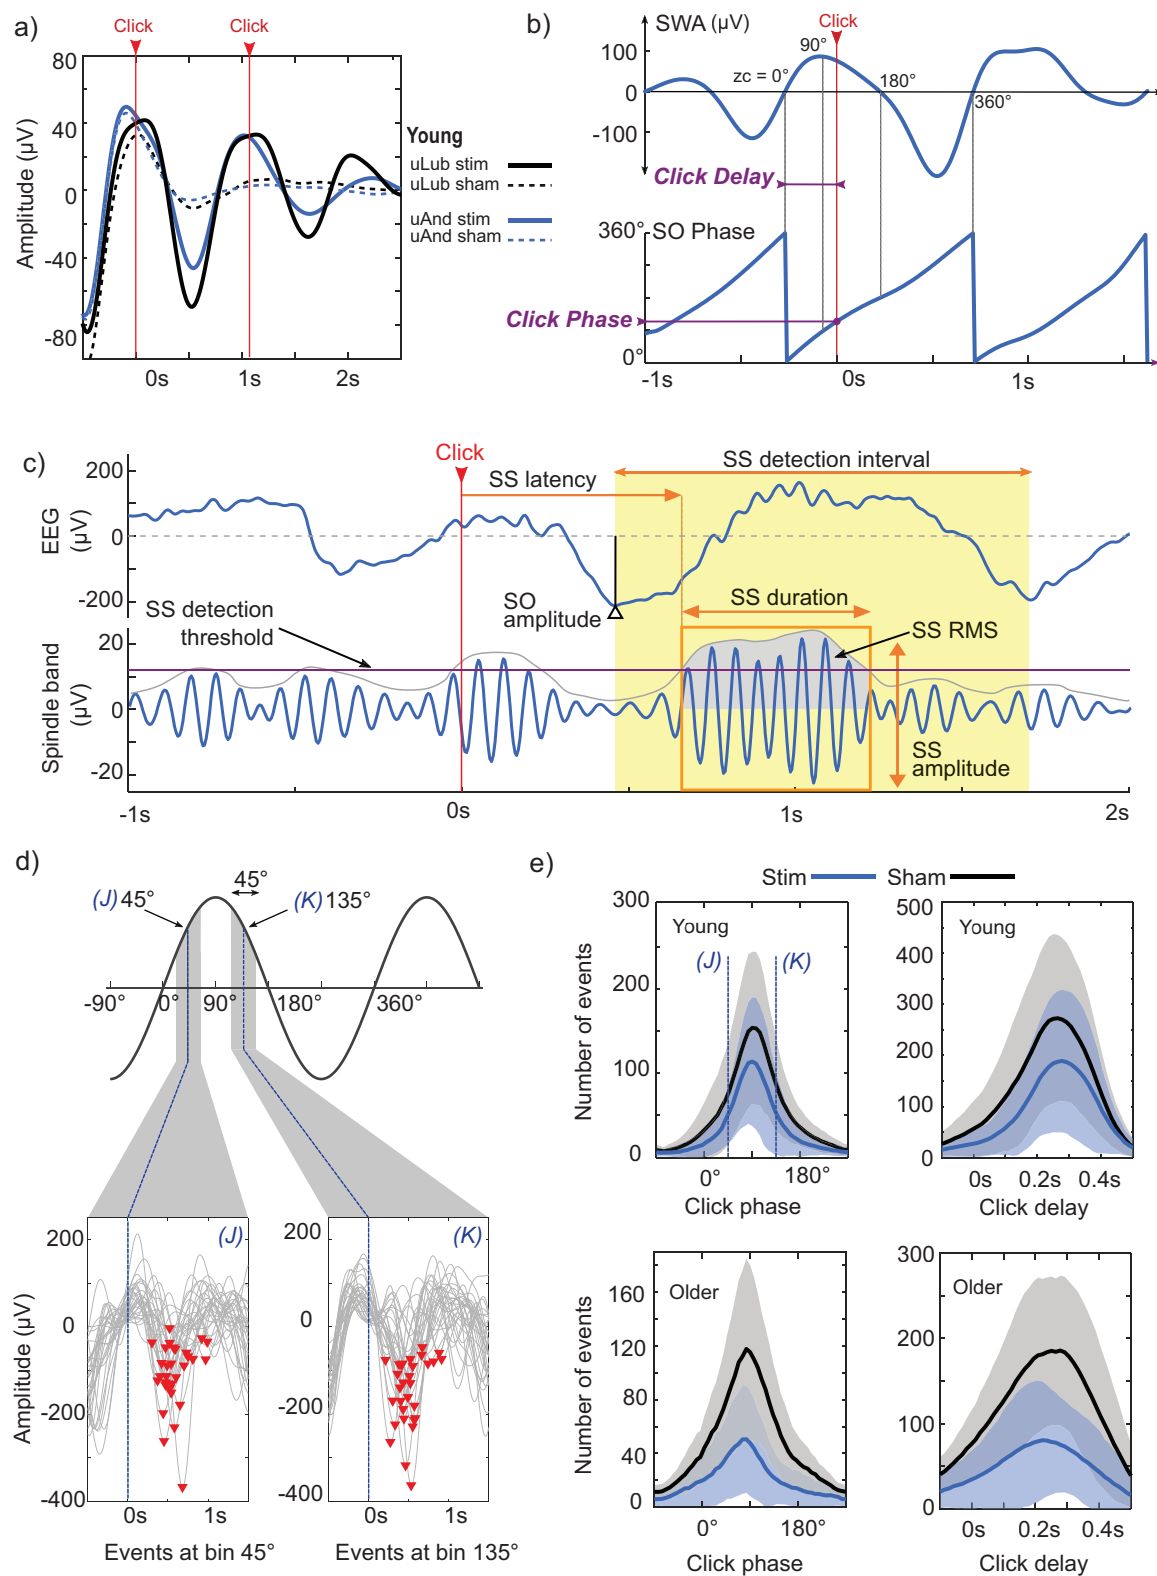 a)
Click
Click
80
40
0
-40
-80
Amplitude (µV)
0s
1s
2s
Young
uLub stim
uLub sham
uAnd stim
uAnd sham
b)
SWA (µV)
Click
100
0
-100
zc = 0°
90°
180°
360°
Click Delay
360°
SO Phase
Click Phase
0°
-1s
0s
1s
c)
Click
200
0
-200
EEG
(µV)
SS latency
SS detection interval
SO
amplitude
SS duration
SS detection
threshold
SS RMS
20
0
-20
Spindle band
(µV)
SS
amplitude
-1s
0s
1s
2s
d)
(J) 45°
45°
(K) 135°
-90°
0°
90°
180°
360°
200
0
-200
-400
Amplitude (µV)
(J)
0s
1s
Events at bin 45°
200
0
-200
-400
(K)
0s
1s
Events at bin 135°
e)
Stim
Sham
300
200
100
0
Number of events
Young
(J)
(K)
0°
180°
Click phase
500
400
300
200
100
0
Young
0s
0.2s
0.4s
Click delay
160
120
80
40
0
Number of events
Older
0°
180°
Click phase
300
200
100
0
Older
0s
0.2s
0.4s
Click delay